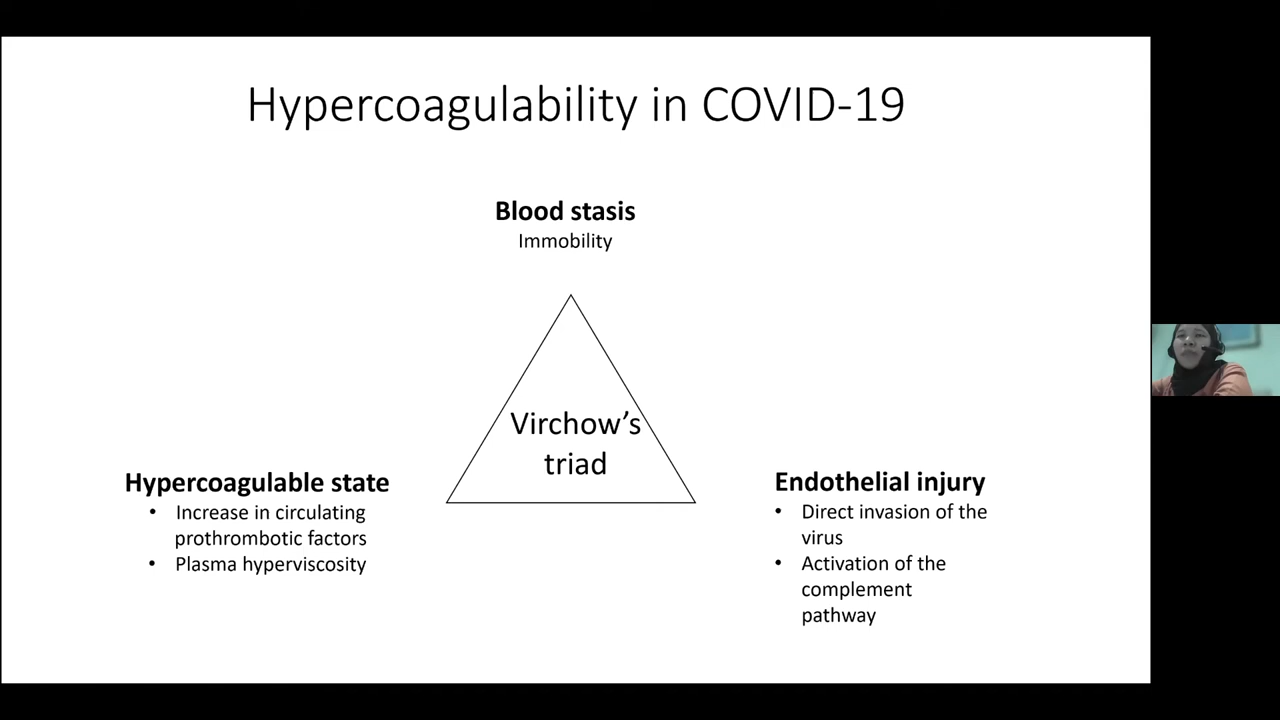 Hypercoagulability in COVID-19
Blood stasis
Immobility
Virchow’s
triad
Hypercoagulable state
• Increase in circulating
prothrombotic factors
• Plasma hyperviscosity
Endothelial injury
• Direct invasion of the
virus
• Activation of the
complement
pathway